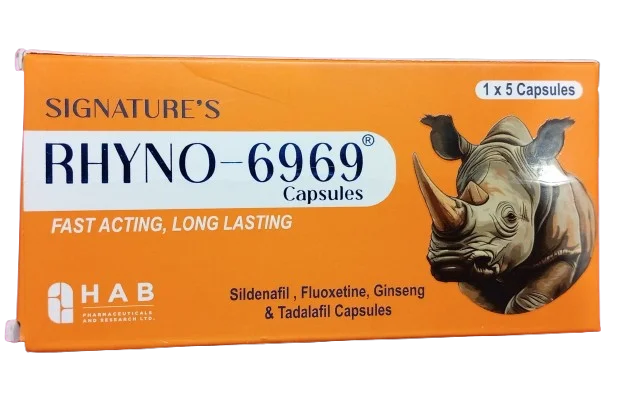 1 x 5 Capsules
SIGNATURE'S
RHYNO-6969®
Capsules
FAST ACTING, LONG LASTING
HAB
PHARMACEUTICALS
AND RESEARCH LTD.
Sildenafil , Fluoxetine, Ginseng
& Tadalafil Capsules